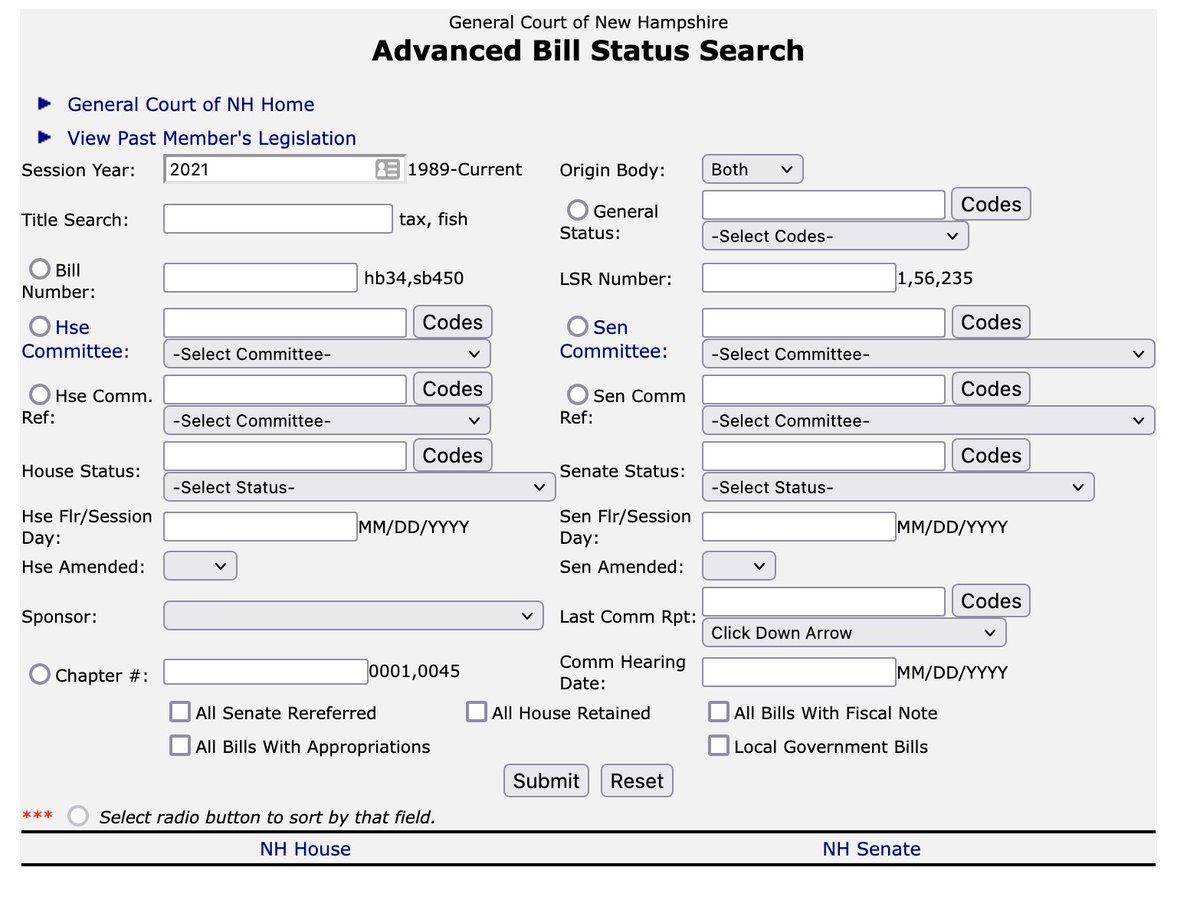 General Court of New Hampshire
Advanced Bill Status Search
General Court of NH Home
View Past Member's Legislation
Session Year: 2021 1989-Current Origin Body: Both
Title Search: tax, fish General Status: Codes
-Select Codes-
Bill Number: hb34,sb450 LSR Number: 1,56,235
Hse Committee: Codes Sen Committee: Codes
-Select Committee- -Select Committee-
Hse Comm. Ref: Codes Sen Comm Ref: Codes
-Select Committee- -Select Committee-
House Status: Codes Senate Status: Codes
-Select Status- -Select Status-
Hse Flr/Session Day: MM/DD/YYYY Sen Flr/Session Day: MM/DD/YYYY
Hse Amended: Sen Amended:
Sponsor: Last Comm Rpt: Codes
Click Down Arrow
Chapter #: 0001,0045 Comm Hearing Date: MM/DD/YYYY
All Senate Rereferred All House Retained All Bills With Fiscal Note
All Bills With Appropriations Local Government Bills
Submit Reset
*** Select radio button to sort by that field.
NH House NH Senate